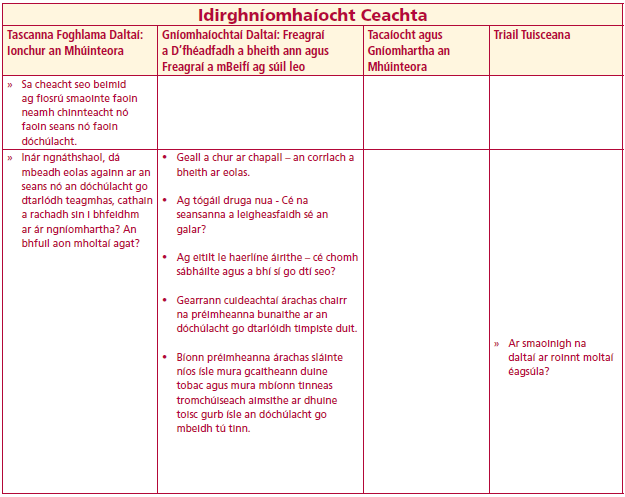 Idirghníomhaíocht Ceachta
Tascanna Foghlama Daltaí:
Ionchur an Mhúinteora
Gníomhaíochtaí Daltaí: Freagraí
a D'fhéadfadh a bheith ann agus
Freagraí a mBeifí ag súil leo
Tacaíocht agus
Gníomhartha an
Mhúinteora
Triail Tuisceana
» Sa cheacht seo beimid
ag fiosrú smaointe faoin
neamh chinnteacht nó
faoin seans nó faoin
dóchúlacht.
» Inár ngnáthshaol, dá
mbeadh eolas againn ar an
seans nó an dóchúlacht go
dtarlódh teagmhas, cathain
a rachadh sin i bhfeidhm
ar ár ngníomhartha? An
bhfuil aon mholtaí agat?
• Geall a chur ar chapall – an corrlach a
bheith ar eolas.
• Ag tógáil druga nua - Cé na
seansanna a leigheasfaidh sé an
galar?
• Ag eitilt le haerlíne áirithe – cé chomh
sábháilte agus a bhí sí go dtí seo?
• Gearrann cuideachtaí árachas chairr
na préimheanna bunaithe ar an
dóchúlacht go dtarlóidh timpiste duit.
• Bíonn préimheanna árachas sláinte
níos ísle mura gcaitheann duine
tobac agus mura mbíonn tinneas
tromchúiseach aimsithe ar dhuine
toisc gurb ísle an dóchúlacht go
mbeidh tú tinn.
» Ar smaoinigh na
daltaí ar roinnt moltaí
éagsúla?